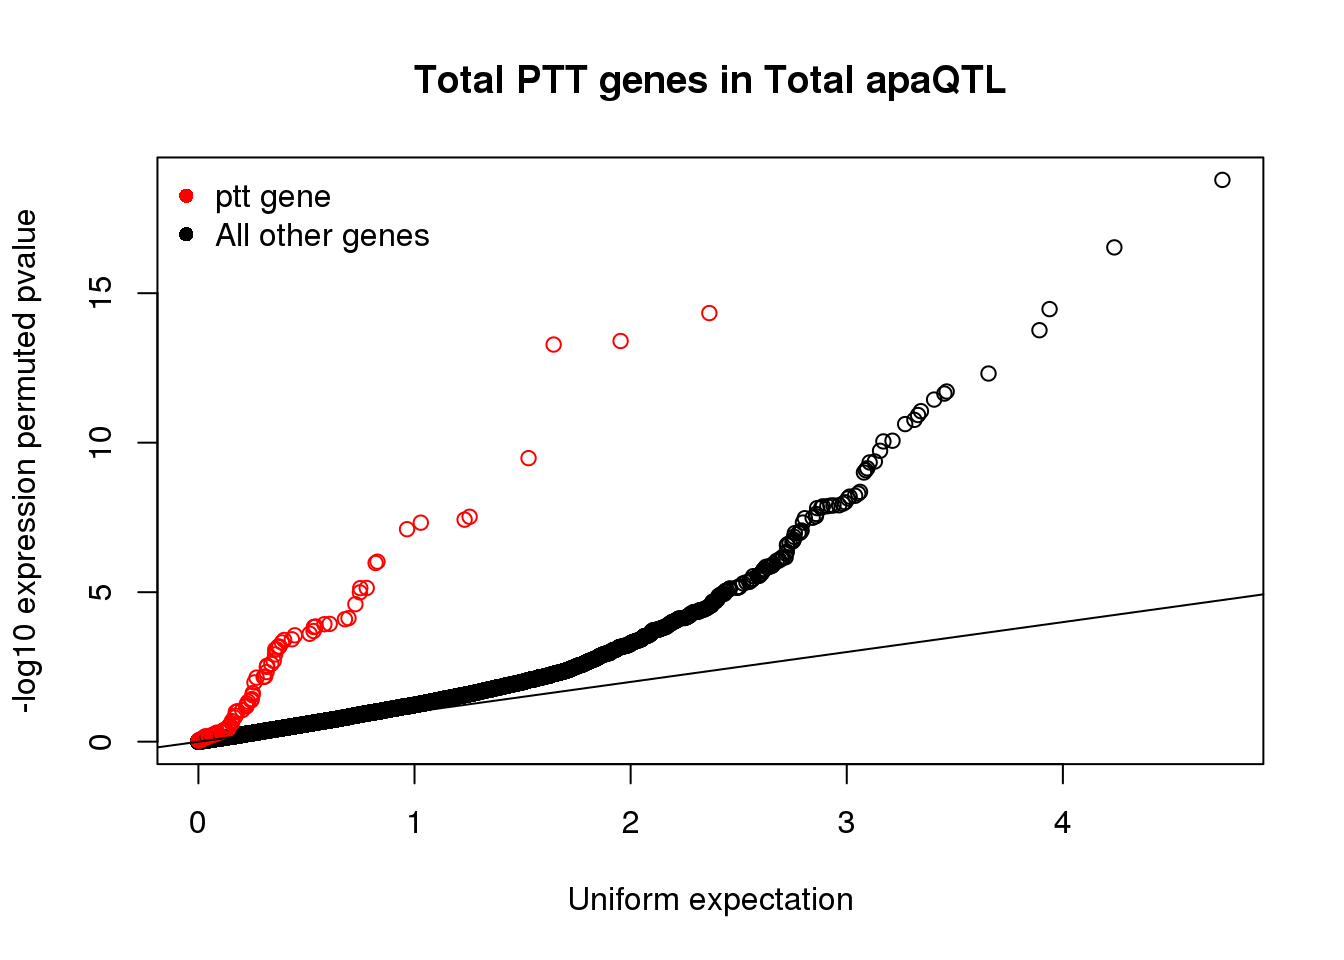 Total PTT genes in Total apaQTL
ptt gene
All other genes
-log10 expression permuted pvalue
15
10
5
0
0 1 2 3 4
Uniform expectation